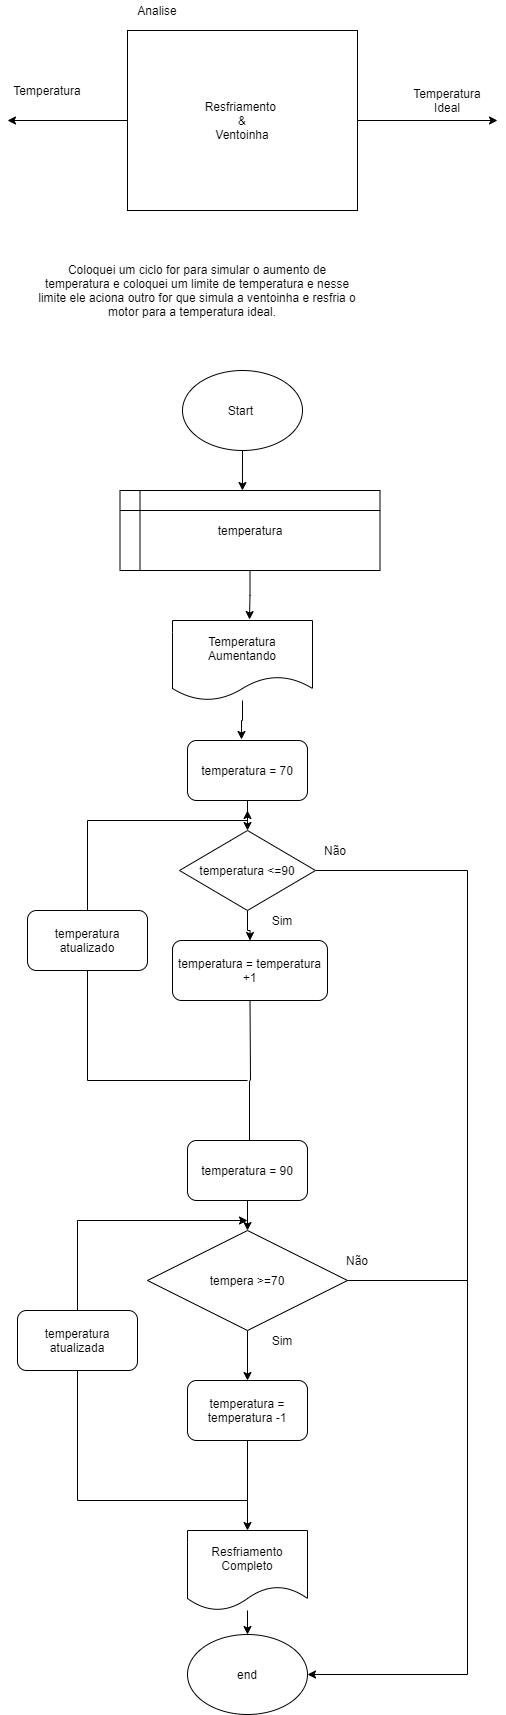 Analise
Temperatura
Temperatura
Ideal
Resfriamento
&
Ventoinha
Coloquei um ciclo for para simular o aumento de
temperatura e coloquei um limite de temperatura e nesse
limite ele aciona outro for que simula a ventoinha e resfria o
motor para a temperatura ideal.
Start
temperatura
Temperatura
Aumentando
temperatura = 70
temperatura <=90
Não
Sim
temperatura
atualizado
temperatura = temperatura
+1
temperatura = 90
tempera >=70
Não
Sim
temperatura
atualizada
temperatura =
temperatura -1
Resfriamento
Completo
end